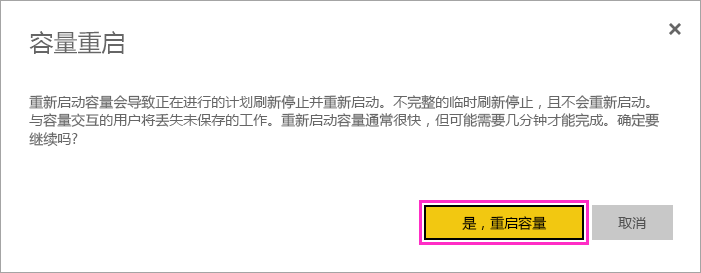 容量重启
重新启动容量会导致正在进行的计划刷新停止并重新启动。不完整的临时刷新停止，且不会重新启动。
与容量交互的用户将丢失未保存的工作。重新启动容量通常很快，但可能需要几分钟才能完成。确定要
继续吗?
是，重启容量
取消